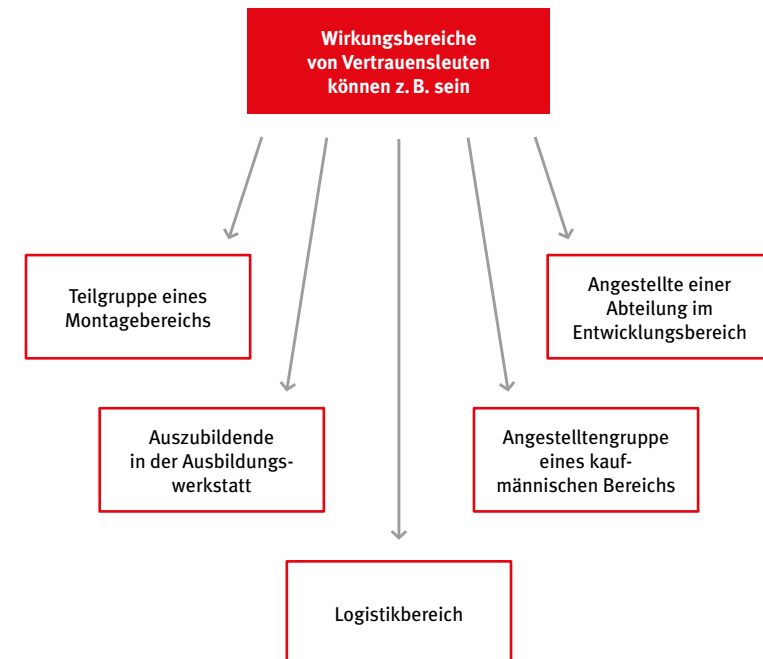 Wirkungsbereiche
von Vertrauensleuten
können z. B. sein
Teilgruppe eines
Montagebereichs
Angestellte einer
Abteilung im
Entwicklungsbereich
Auszubildende
in der Ausbildungs-
werkstatt
Angestelltengruppe
eines kauf-
männischen Bereichs
Logistikbereich